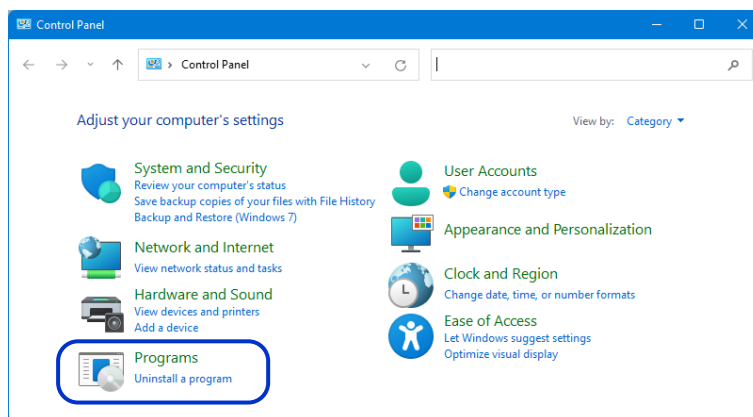 Control Panel
Control Panel
Adjust your computer's settings
View by: Category
System and Security
Review your computer's status
Save backup copies of your files with File History
Backup and Restore (Windows 7)
Network and Internet
View network status and tasks
Hardware and Sound
View devices and printers
Add a device
Programs
Uninstall a program
User Accounts
Change account type
Appearance and Personalization
Clock and Region
Change date, time, or number formats
Ease of Access
Let Windows suggest settings
Optimize visual display